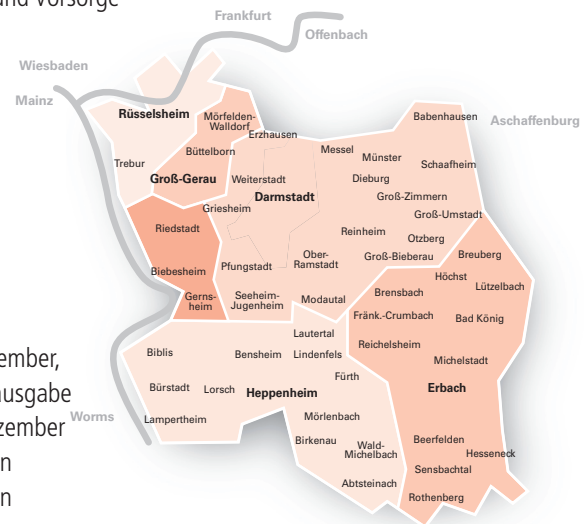 und Vorsorge
Frankfurt
Offenbach
Wiesbaden
Mainz
Aschaffenburg
Rüsselsheim
Mörfelden-
Walldorf
Erzhausen
Babenhausen
Trebur
Büttelborn
Groß-Gerau
Weiterstadt
Messel
Münster
Schaafheim
Dieburg
Darmstadt
Groß-Zimmern
Griesheim
Groß-Umstadt
Riedstadt
Reinheim
Otzberg
Biebesheim
Pfungstadt
Ober-
Ramstadt
Groß-Bieberau
Breuberg
Höchst
Lützelbach
Gerns-
heim
Seeheim-
Jugenheim
Modautal
Brensbach
Fränk.-Crumbach
Bad König
Lautertal
Reichelsheim
Biblis
Bensheim
Lindenfels
Michelstadt
Fürth
Bürstadt
Lorsch
Heppenheim
Erbach
Lampertheim
Mörlenbach
Worms
Birkenau
Wald-
Michelbach
Beerfelden
Hesseneck
Sensbachtal
Abtsteinach
Rothenberg
ember,
ausgabe
zember
n
n